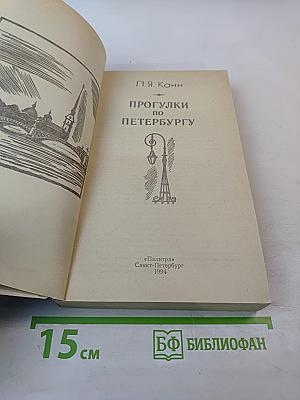 П.Я. Канн
ПРОГУЛКИ
ПО
ПЕТЕРБУРГУ
«Палитра»
Санкт-Петербург
1994
15 см
БФ БИБЛИОФАН